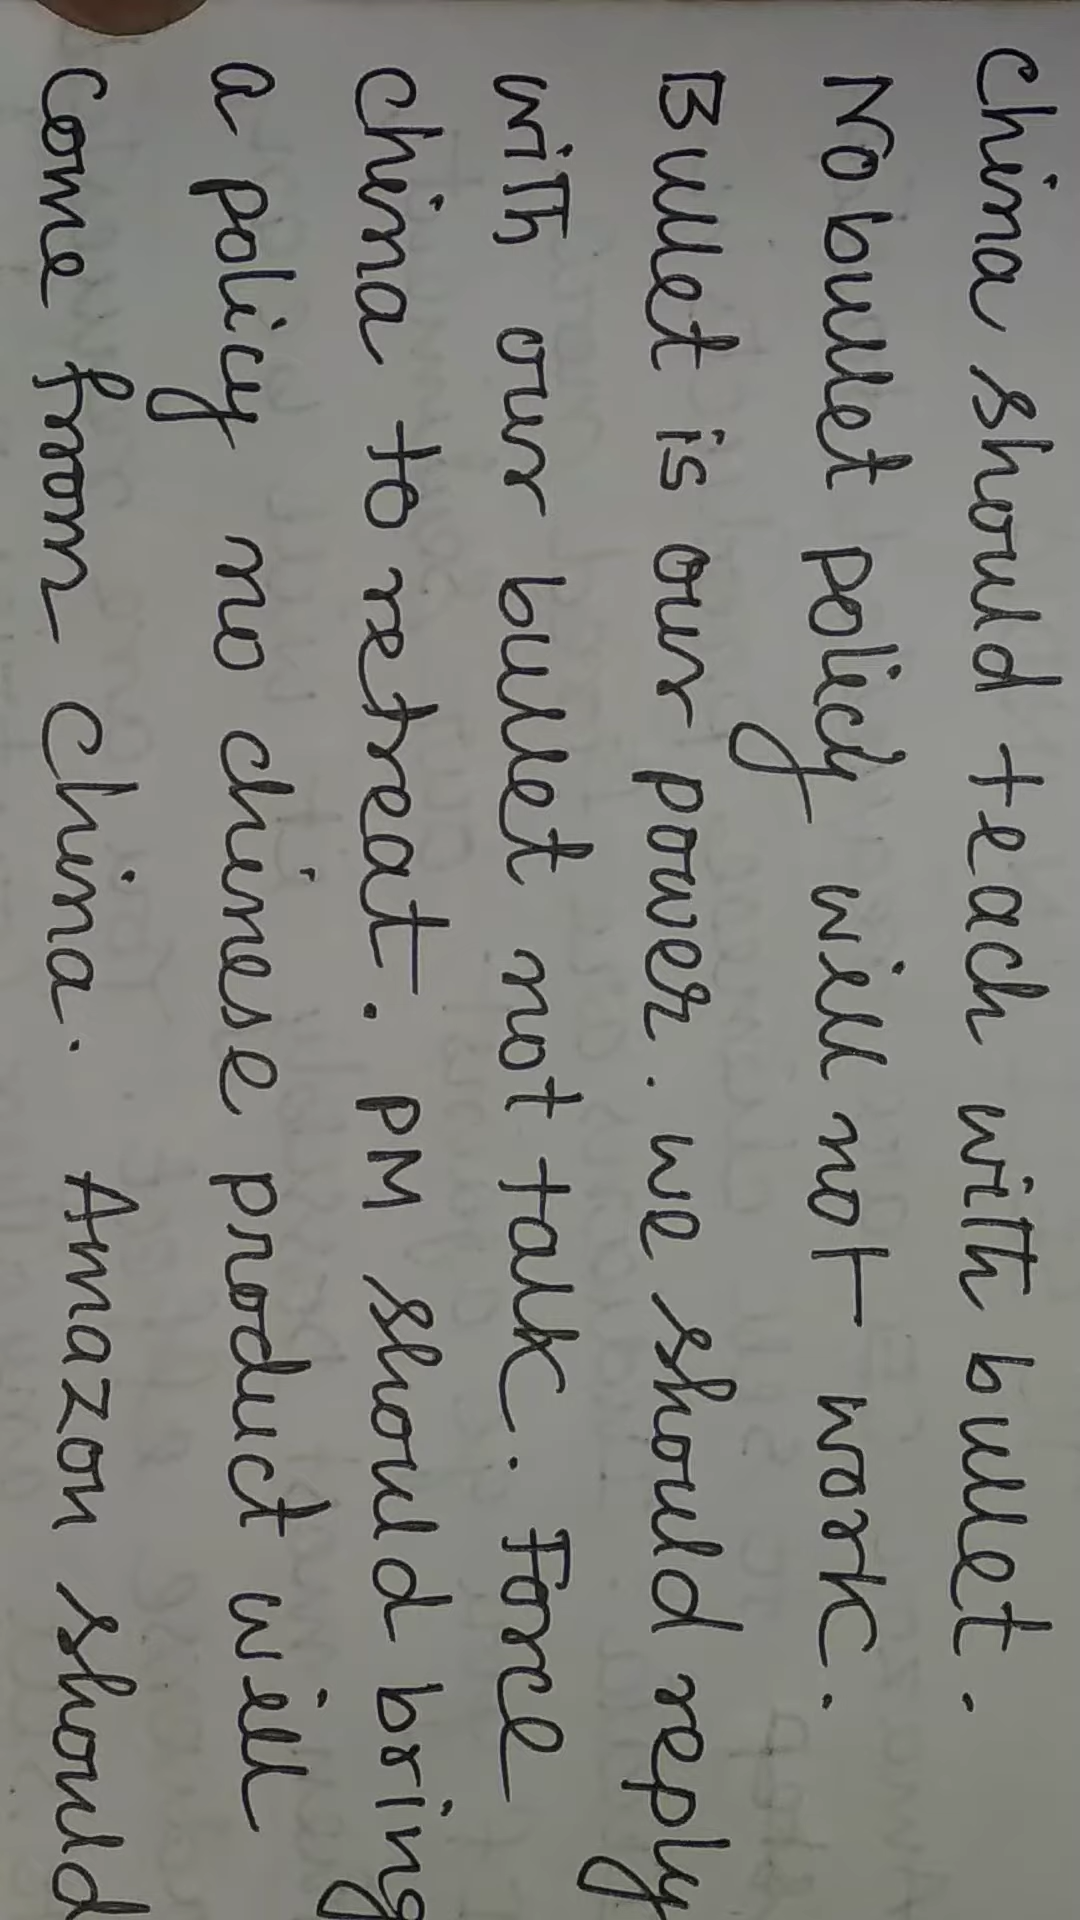 China should teach with bullet.
No bullet policy will not work.
Bullet is our power. we should reply
with our bullet not talk. Force
China to retreat. PM should bring
a policy no chinese product will
come from China. Amazon should